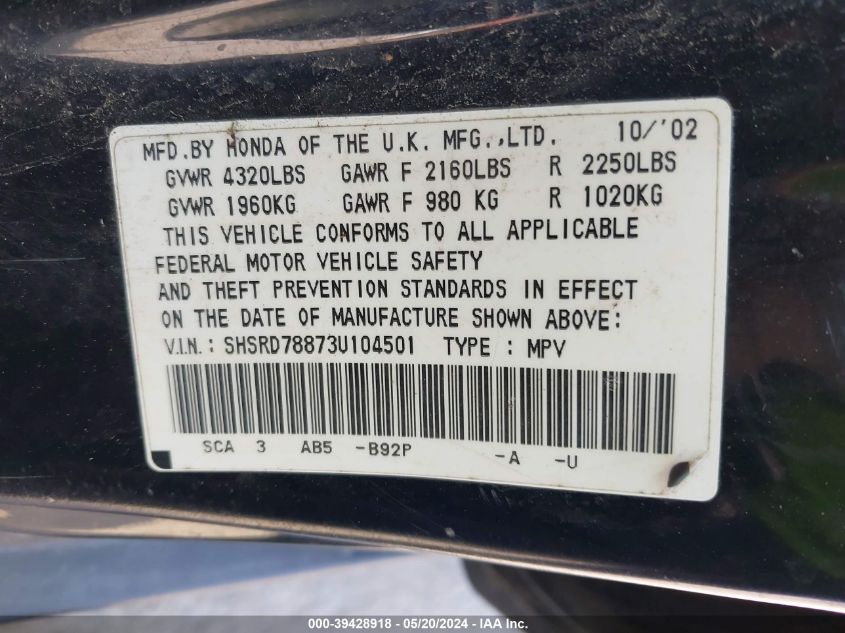 MFD.BY HONDA OF THE U.K. MFG.,LTD. 10/'02
GVWR 4320LBS GAWR F 2160LBS R 2250LBS
GVWR 1960KG GAWR F 980 KG R 1020KG
THIS VEHICLE CONFORMS TO ALL APPLICABLE
FEDERAL MOTOR VEHICLE SAFETY
AND THEFT PREVENTION STANDARDS IN EFFECT
ON THE DATE OF MANUFACTURE SHOWN ABOVE:
V.I.N.: SHSRD78873U104501 TYPE : MPV
SCA 3 AB5 -B92P -A -U
000-39428918 - 05/20/2024 - IAA Inc.